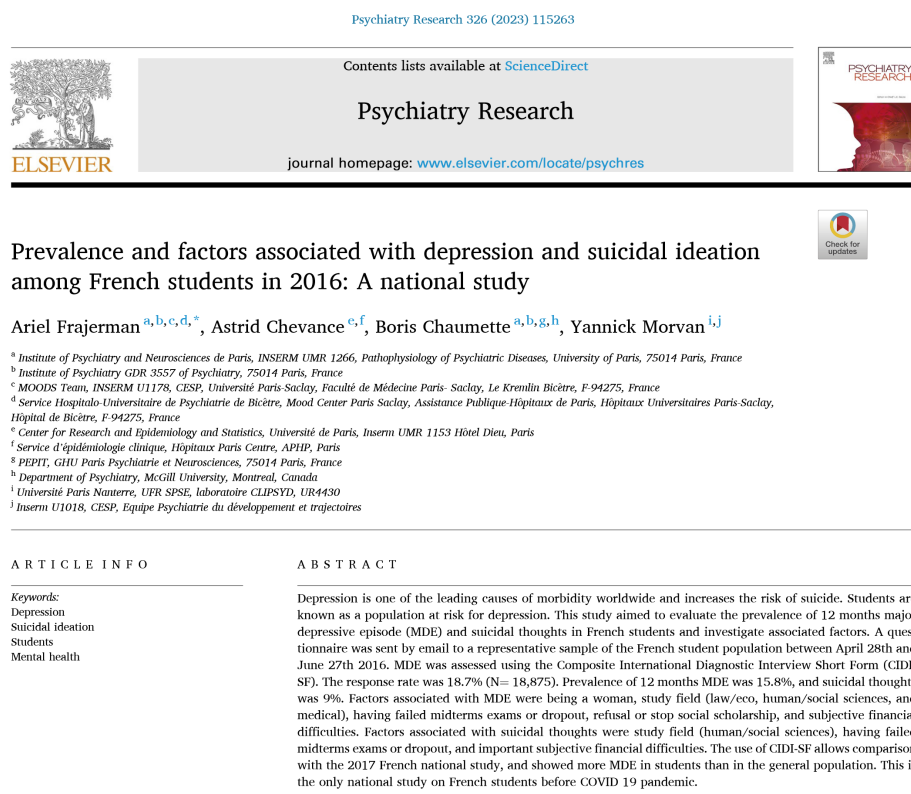 Psychiatry Research 326 (2023) 115263
Contents lists available at ScienceDirect
Psychiatry Research
journal homepage: www.elsevier.com/locate/psychres
ELSEVIER
PSYCHIATRY
RESEARCH
Check for
updates
Prevalence and factors associated with depression and suicidal ideation
among French students in 2016: A national study
Ariel Frajerman a,b,c,d,*, Astrid Chevance e,f, Boris Chaumette a,b,g,h, Yannick Morvan i,j
a Institute of Psychiatry and Neurosciences de Paris, INSERM UMR 1266, Pathophysiology of Psychiatric Diseases, University of Paris, 75014 Paris, France
b Institute of Psychiatry GDR 3557 of Psychiatry, 75014 Paris, France
c MOODS Team, INSERM U1178, CESP, Université Paris-Saclay, Faculté de Médecine Paris- Saclay, Le Kremlin Bicètre, F-94275, France
d Service Hospitalo-Universitaire de Psychiatrie de Bicètre, Mood Center Paris Saclay, Assistance Publique-Hôpitaux de Paris, Hôpitaux Universitaires Paris-Saclay,
Hôpital de Bicètre, F-94275, France
e Center for Research and Epidemiology and Statistics, Université de Paris, Inserm UMR 1153 Hôtel Dieu, Paris
f Service d'épidémiologie clinique, Hôpitaux Paris Centre, APHP, Paris
g PEPIT, GHU Paris Psychiatrie et Neurosciences, 75014 Paris, France
h Department of Psychiatry, McGill University, Montreal, Canada
i Université Paris Nanterre, UFR SPSE, laboratoire CLIPSYD, UR4430
j Inserm U1018, CESP, Equipe Psychiatrie du développement et trajectoires
ARTICLE INFO
Keywords:
Depression
Suicidal ideation
Students
Mental health
ABSTRACT
Depression is one of the leading causes of morbidity worldwide and increases the risk of suicide. Students ar
known as a population at risk for depression. This study aimed to evaluate the prevalence of 12 months majo
depressive episode (MDE) and suicidal thoughts in French students and investigate associated factors. A ques
tionnaire was sent by email to a representative sample of the French student population between April 28th and
June 27th 2016. MDE was assessed using the Composite International Diagnostic Interview Short Form (CIDI
SF). The response rate was 18.7% (N= 18,875). Prevalence of 12 months MDE was 15.8%, and suicidal thought
was 9%. Factors associated with MDE were being a woman, study field (law/eco, human/social sciences, and
medical), having failed midterms exams or dropout, refusal or stop social scholarship, and subjective financia
difficulties. Factors associated with suicidal thoughts were study field (human/social sciences), having failed
midterms exams or dropout, and important subjective financial difficulties. The use of CIDI-SF allows comparison
with the 2017 French national study, and showed more MDE in students than in the general population. This i
the only national study on French students before COVID 19 pandemic.